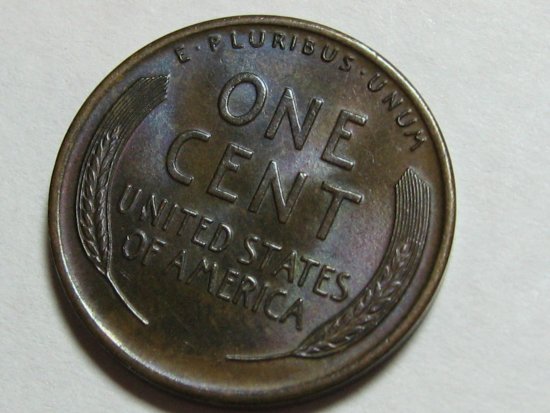 E·PLURIBUS·UNUM
ONE
CENT
UNITED STATES
OF AMERICA